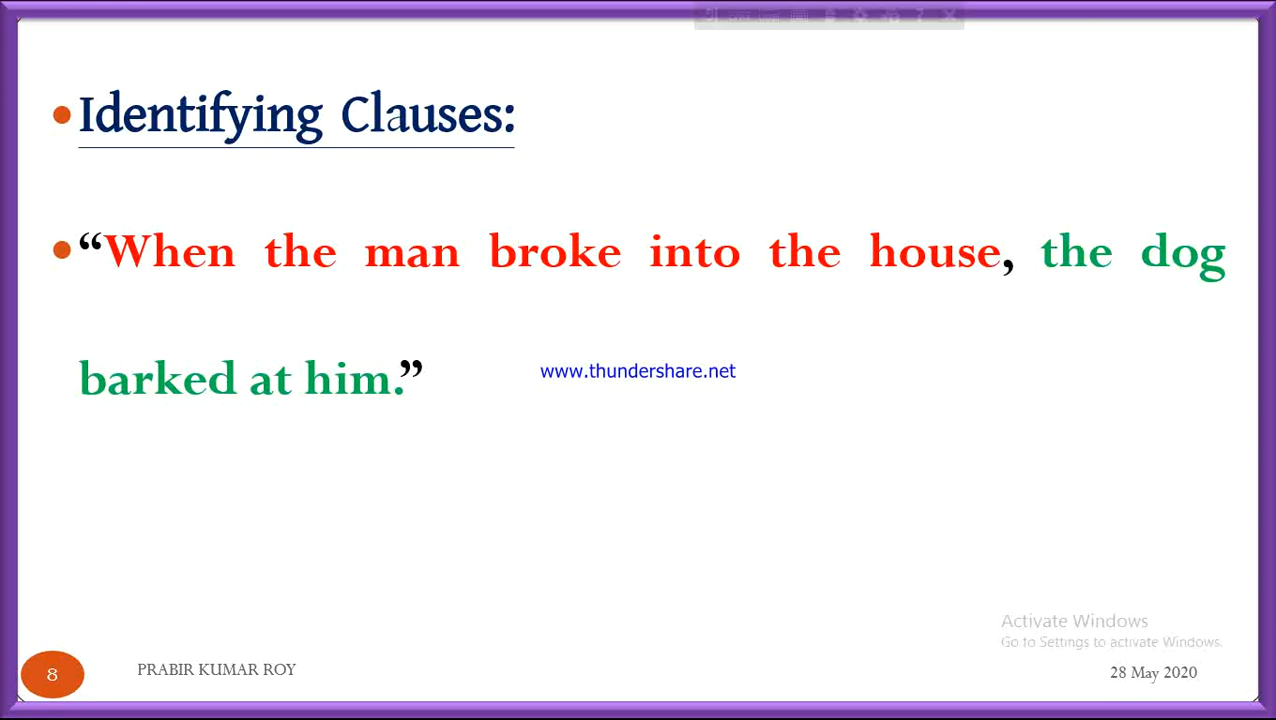 • Identifying Clauses:
• “When the man broke into the house, the dog
barked at him.”
www.thundershare.net
Activate Windows
Go to Settings to activate Windows.
8
PRABIR KUMAR ROY
28 May 2020